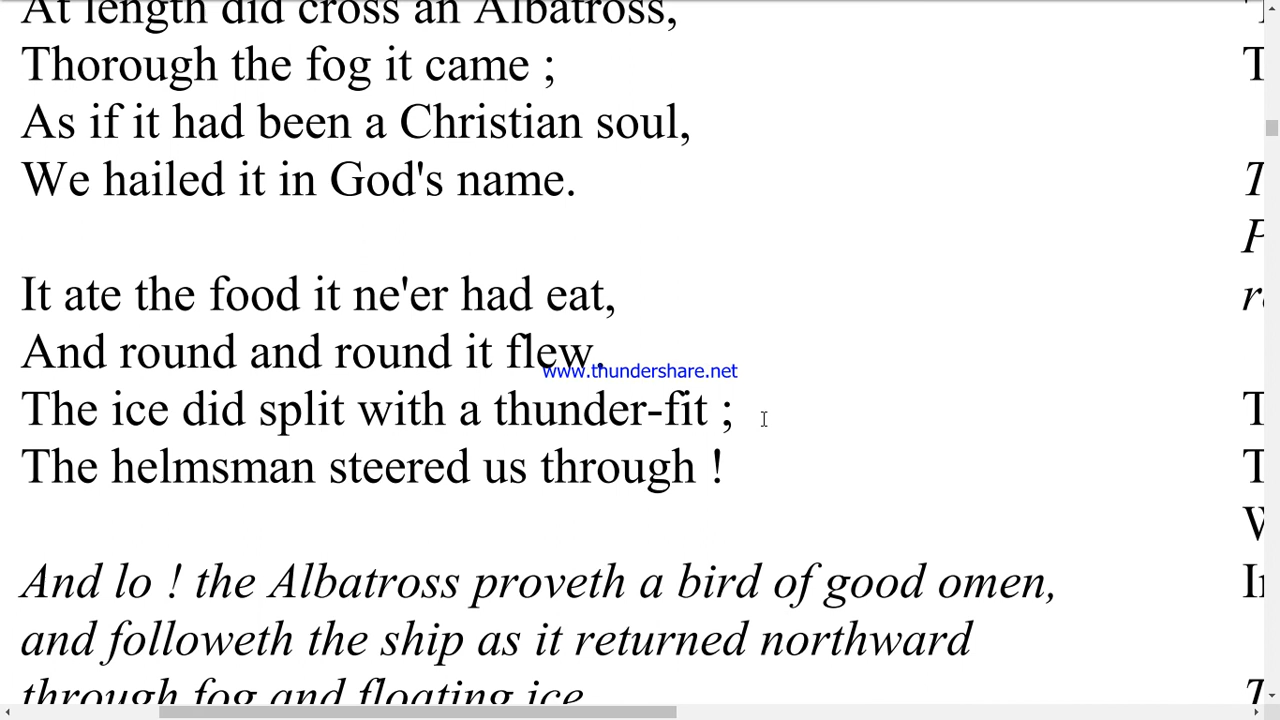 At length did cross an Albatross,
Thorough the fog it came ;
As if it had been a Christian soul,
We hailed it in God's name.
It ate the food it ne'er had eat,
And round and round it flew.
www.thundershare.net
The ice did split with a thunder-fit ;
The helmsman steered us through !
And lo ! the Albatross proveth a bird of good omen,
and followeth the ship as it returned northward
through fog and floating ice